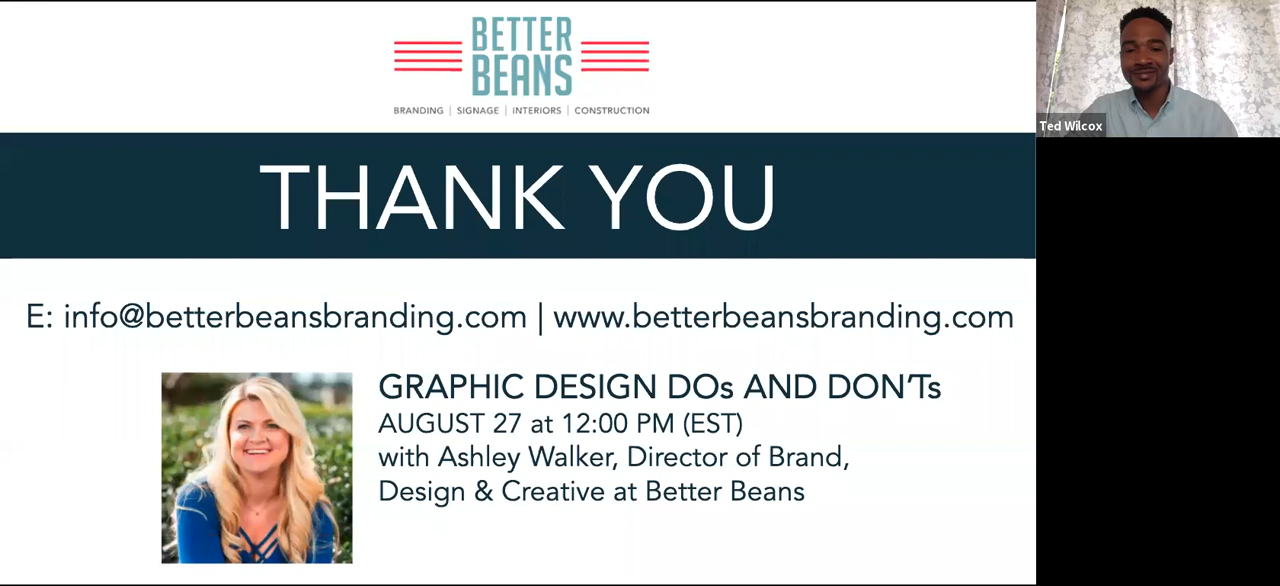 BETTER
BEANS
BRANDING | SIGNAGE | INTERIORS | CONSTRUCTION
Ted Wilcox
THANK YOU
E: info@betterbeansbranding.com | www.betterbeansbranding.com
GRAPHIC DESIGN DOs AND DON'Ts
AUGUST 27 at 12:00 PM (EST)
with Ashley Walker, Director of Brand,
Design & Creative at Better Beans